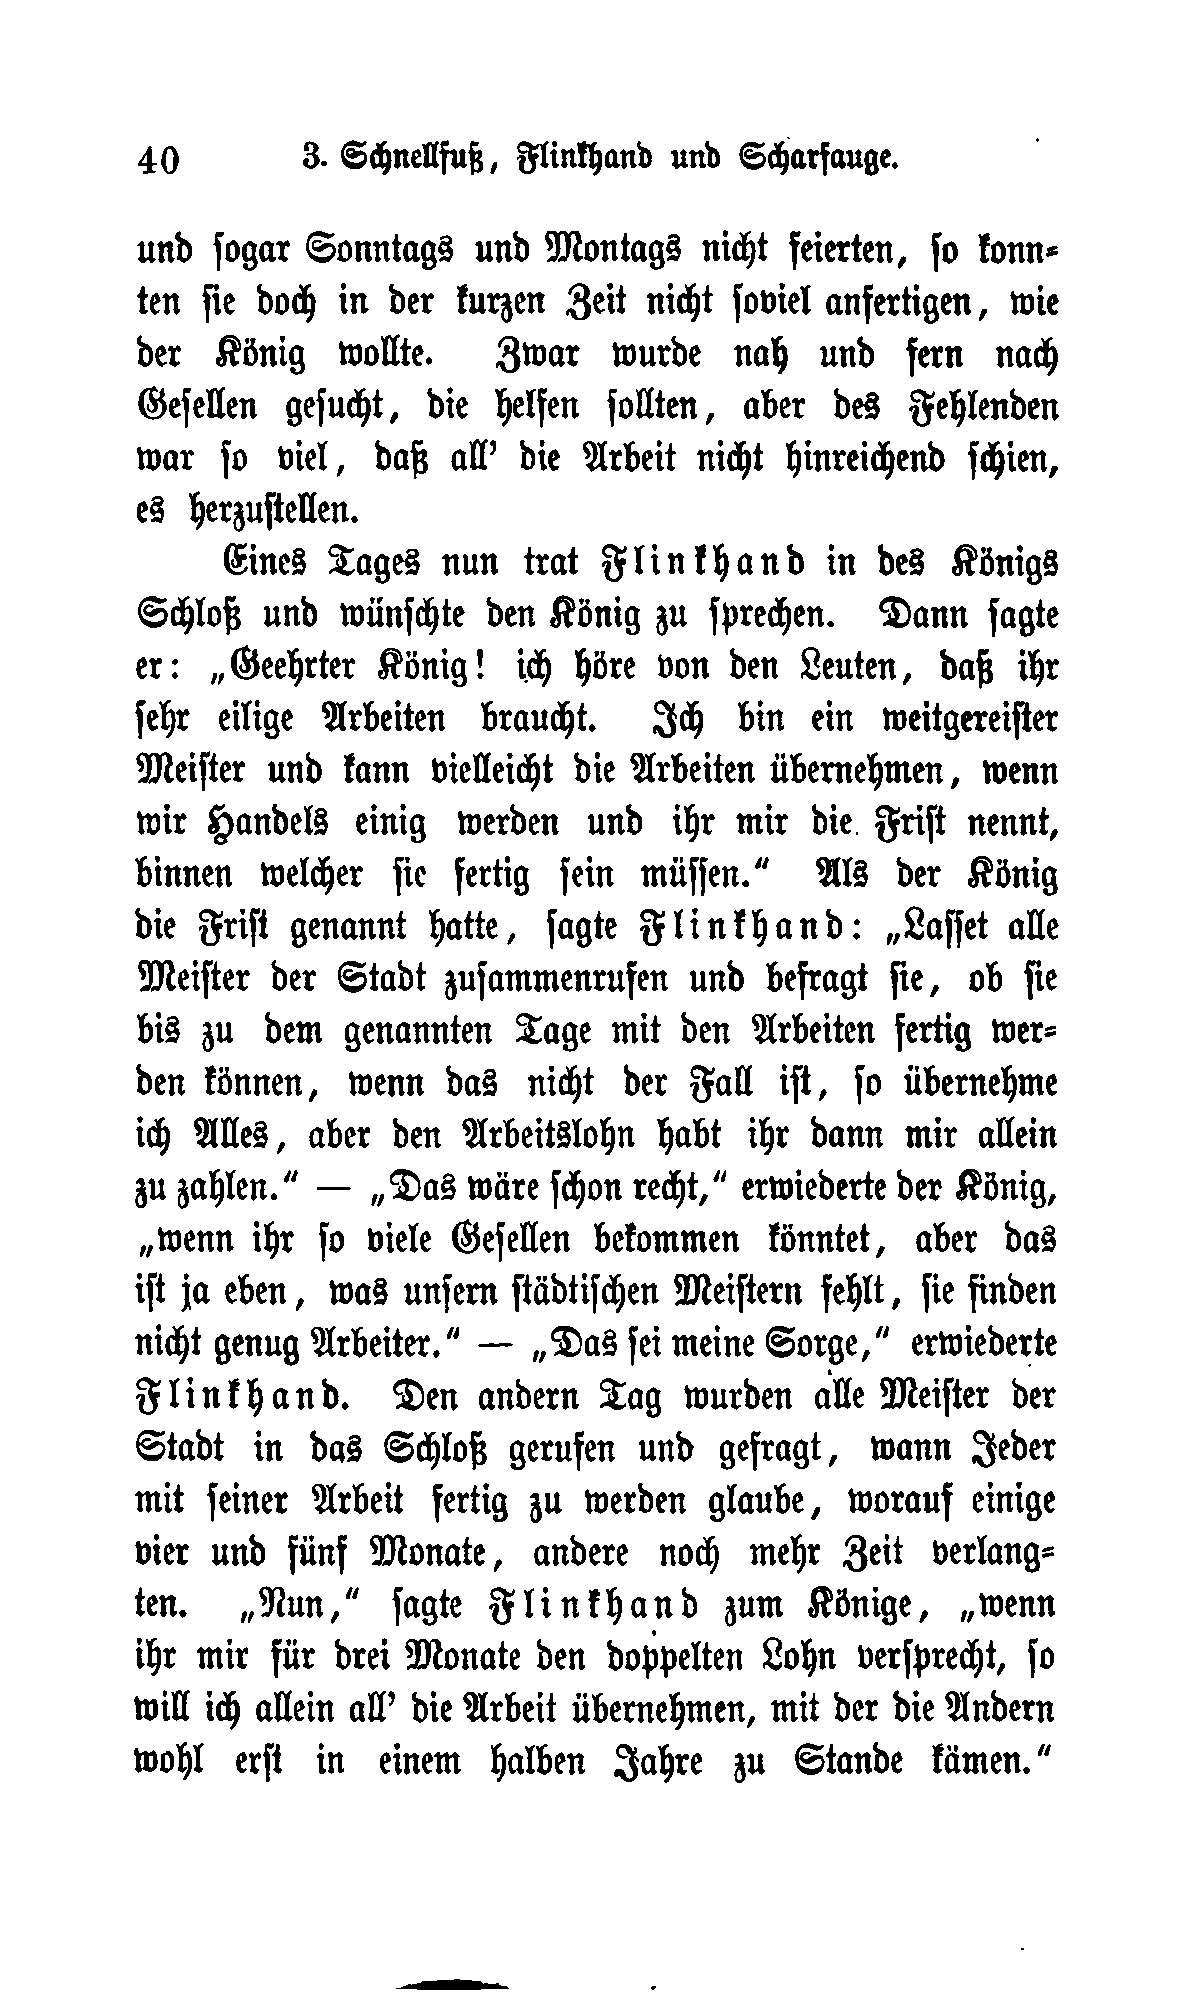 40 3. Schnellfuß, Flinkhand und Scharfauge.
und sogar Sonntags und Montags nicht feierten, so konn-
ten sie doch in der kurzen Zeit nicht soviel anfertigen, wie
der König wollte. Zwar wurde nah und fern nach
Gesellen gesucht, die helfen sollten, aber des Fehlenden
war so viel, daß all' die Arbeit nicht hinreichend schien,
es herzustellen.
Eines Tages nun trat Flinkhand in des Königs
Schloß und wünschte den König zu sprechen. Dann sagte
er: „Geehrter König! ich höre von den Leuten, daß ihr
sehr eilige Arbeiten braucht. Ich bin ein weitgereister
Meister und kann vielleicht die Arbeiten übernehmen, wenn
wir Handels einig werden und ihr mir die Frist nennt,
binnen welcher sie fertig sein müssen.“ Als der König
die Frist genannt hatte, sagte Flinkhand: „Lasset alle
Meister der Stadt zusammenrufen und befragt sie, ob sie
bis zu dem genannten Tage mit den Arbeiten fertig wer-
den können, wenn das nicht der Fall ist, so übernehme
ich Alles, aber den Arbeitslohn habt ihr dann mir allein
zu zahlen.“ — „Das wäre schon recht,“ erwiederte der König,
„wenn ihr so viele Gesellen bekommen könntet, aber das
ist ja eben, was unsern städtischen Meistern fehlt, sie finden
nicht genug Arbeiter.“ — „Das sei meine Sorge,“ erwiederte
Flinkhand. Den andern Tag wurden alle Meister der
Stadt in das Schloß gerufen und gefragt, wann Jeder
mit seiner Arbeit fertig zu werden glaube, worauf einige
vier und fünf Monate, andere noch mehr Zeit verlang-
ten. „Nun,“ sagte Flinkhand zum Könige, „wenn
ihr mir für drei Monate den doppelten Lohn versprecht, so
will ich allein all' die Arbeit übernehmen, mit der die Andern
wohl erst in einem halben Jahre zu Stande kämen.“